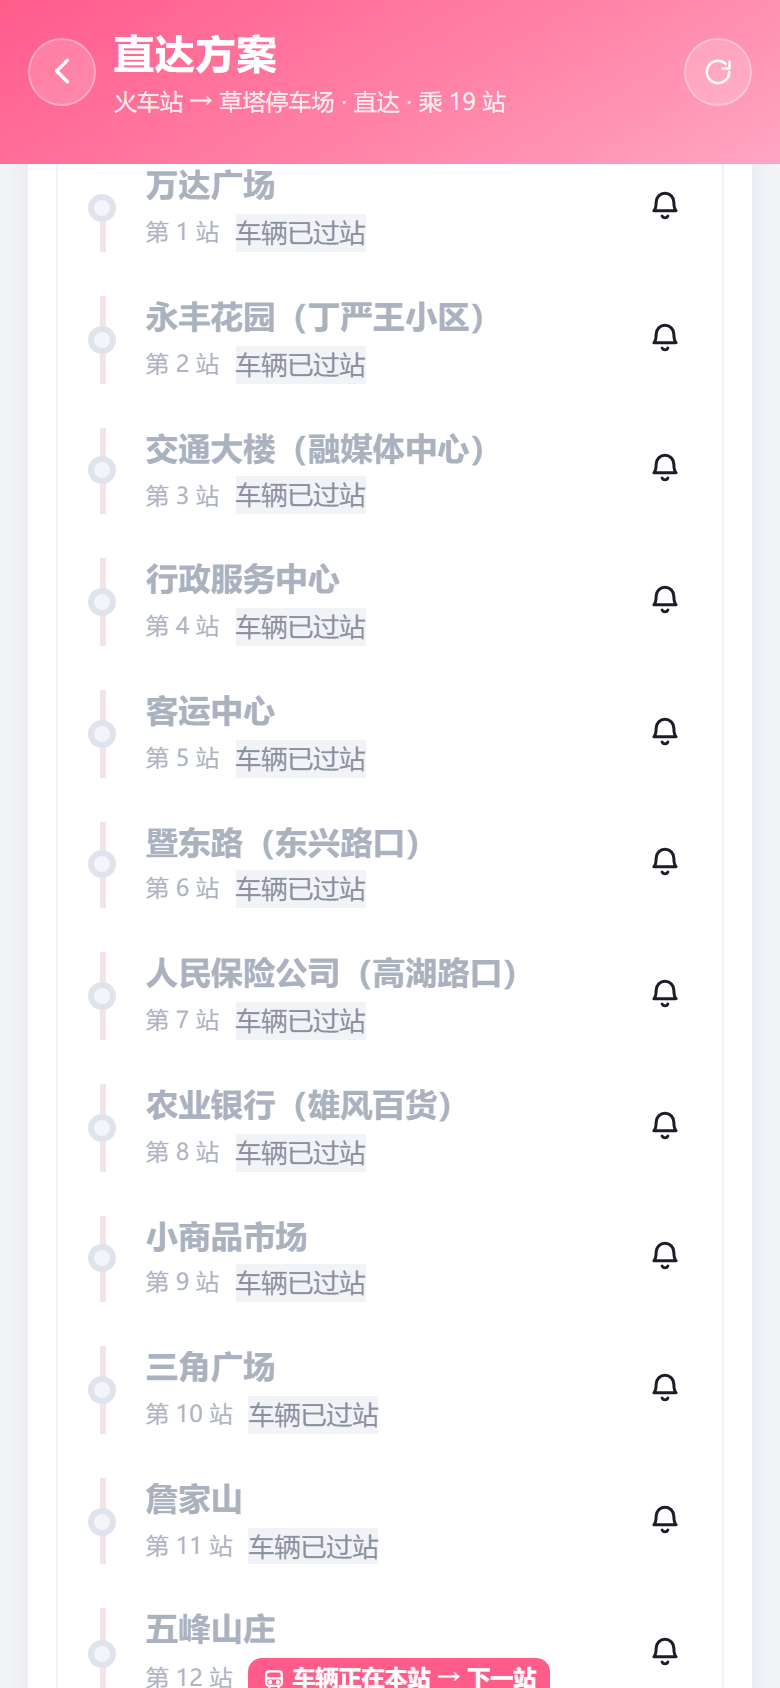 直达方案
火车站 → 草塔停车场 · 直达 · 乘 19 站
万达广场
第 1 站 车辆已过站
永丰花园（丁严王小区）
第 2 站 车辆已过站
交通大楼（融媒体中心）
第 3 站 车辆已过站
行政服务中心
第 4 站 车辆已过站
客运中心
第 5 站 车辆已过站
暨东路（东兴路口）
第 6 站 车辆已过站
人民保险公司（高湖路口）
第 7 站 车辆已过站
农业银行（雄风百货）
第 8 站 车辆已过站
小商品市场
第 9 站 车辆已过站
三角广场
第 10 站 车辆已过站
詹家山
第 11 站 车辆已过站
五峰山庄
第 12 站 车辆正在本站 → 下一站